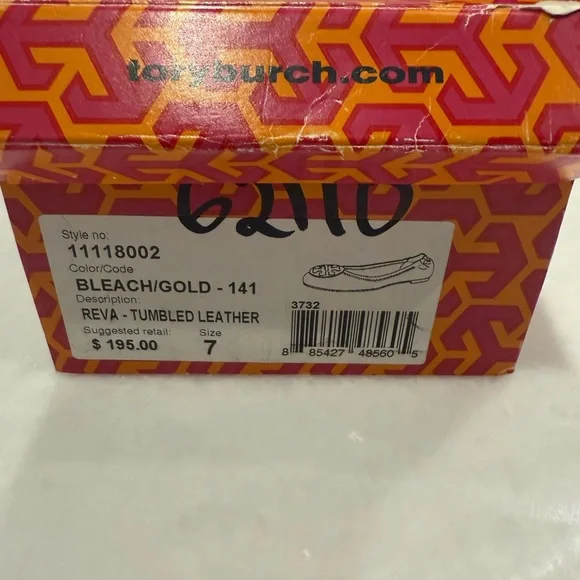 toryburch.com
Style no:
11118002
Color/Code
BLEACH/GOLD - 141
Description:
REVA - TUMBLED LEATHER
Suggested retail: Size
$ 195.00 7
3732
8 85427 48560 5